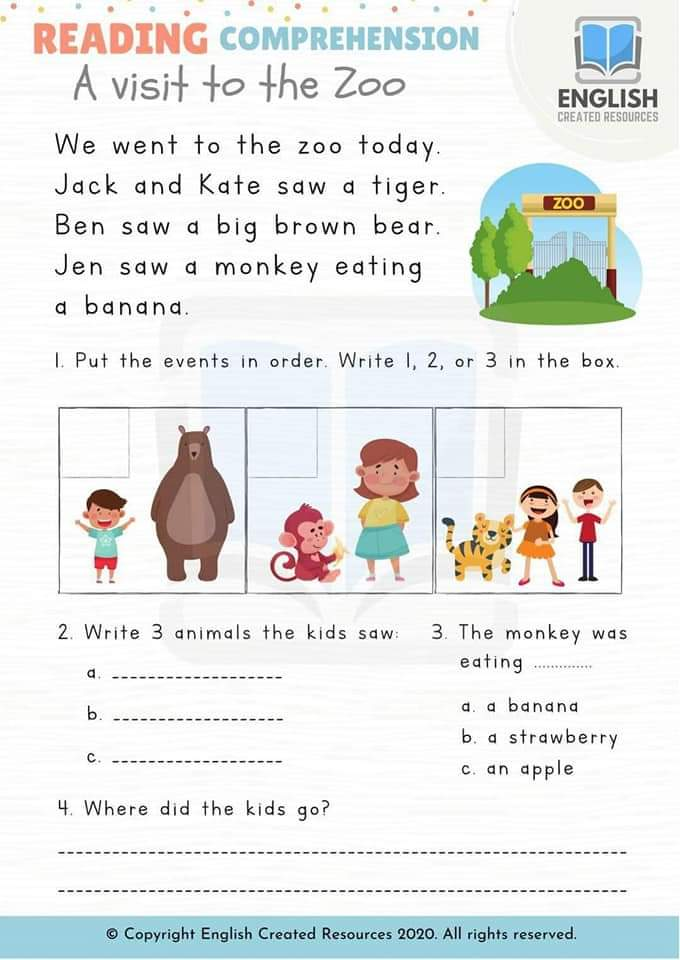 READING COMPREHENSION
A visit to the Zoo
ENGLISH
CREATED RESOURCES
We went to the zoo today.
Jack and Kate saw a tiger.
Ben saw a big brown bear.
Jen saw a monkey eating
a banana.
ZOO
1. Put the events in order. Write 1, 2, or 3 in the box.
2. Write 3 animals the kids saw:
a. ___________________
b. ___________________
c. ___________________
3. The monkey was
eating ..............
a. a banana
b. a strawberry
c. an apple
4. Where did the kids go?
© Copyright English Created Resources 2020. All rights reserved.